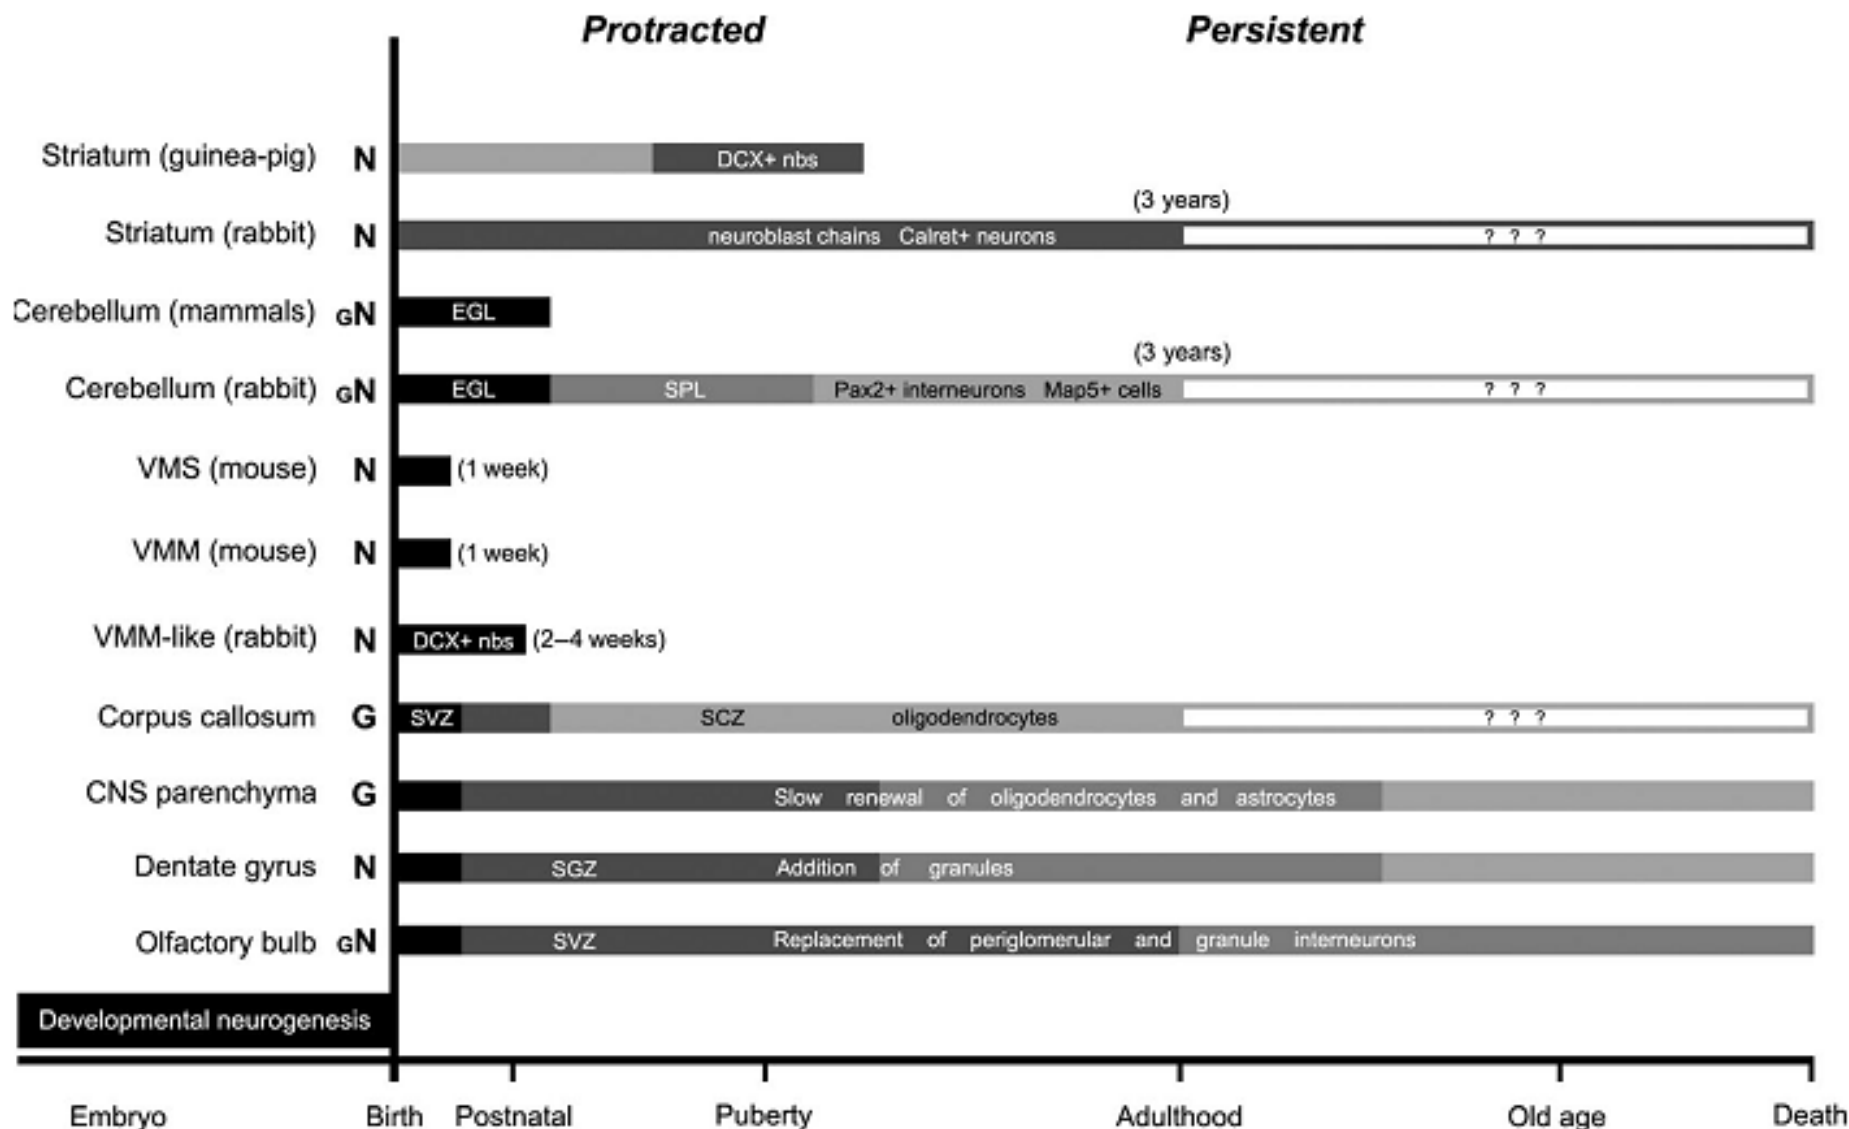 Protracted Persistent
Striatum (guinea-pig) N DCX+ nbs
(3 years)
Striatum (rabbit) N neuroblast chains Calret+ neurons ? ? ?
Cerebellum (mammals) GN EGL
(3 years)
Cerebellum (rabbit) GN EGL SPL Pax2+ interneurons Map5+ cells ? ? ?
VMS (mouse) N (1 week)
VMM (mouse) N (1 week)
VMM-like (rabbit) N DCX+ nbs (2–4 weeks)
Corpus callosum G SVZ SCZ oligodendrocytes ? ? ?
CNS parenchyma G Slow renewal of oligodendrocytes and astrocytes
Dentate gyrus N SGZ Addition of granules
Olfactory bulb GN SVZ Replacement of periglomerular and granule interneurons
Developmental neurogenesis
Embryo Birth Postnatal Puberty Adulthood Old age Death